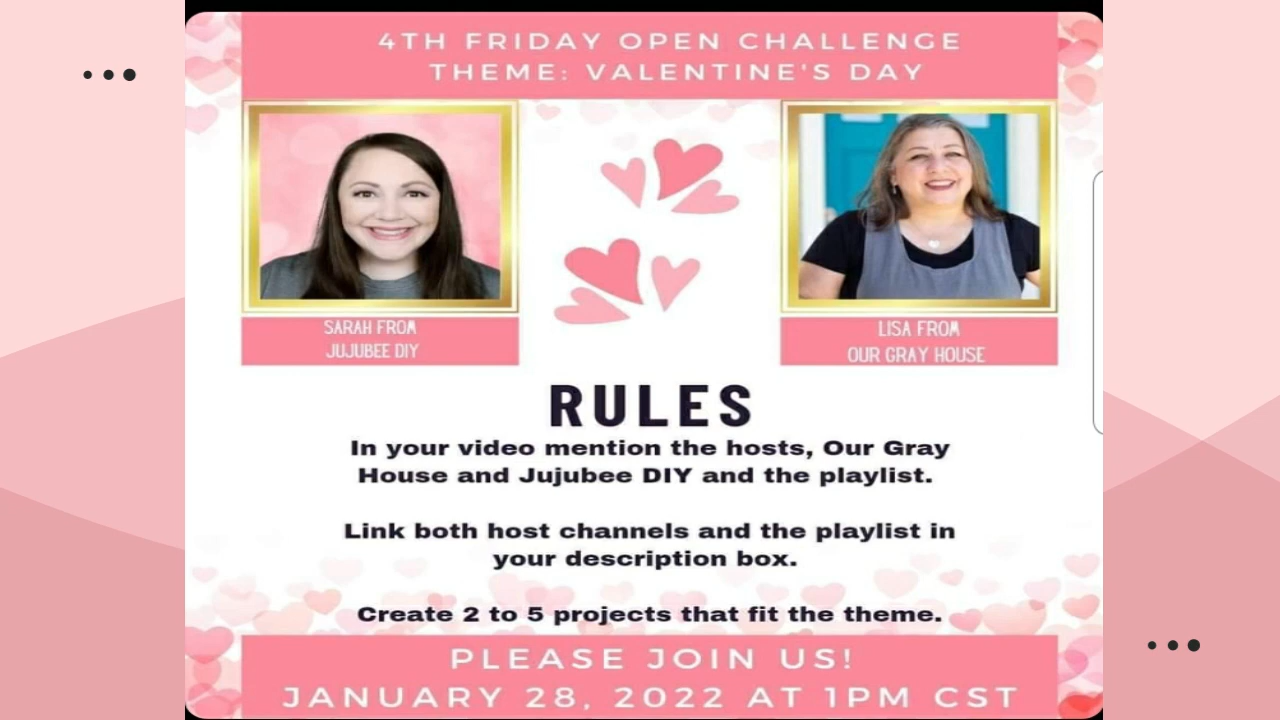 4TH FRIDAY OPEN CHALLENGE
THEME: VALENTINE'S DAY
SARAH FROM
JUJUBEE DIY
LISA FROM
OUR GRAY HOUSE
RULES
In your video mention the hosts, Our Gray
House and Jujubee DIY and the playlist.
Link both host channels and the playlist in
your description box.
Create 2 to 5 projects that fit the theme.
PLEASE JOIN US!
JANUARY 28, 2022 AT 1PM CST